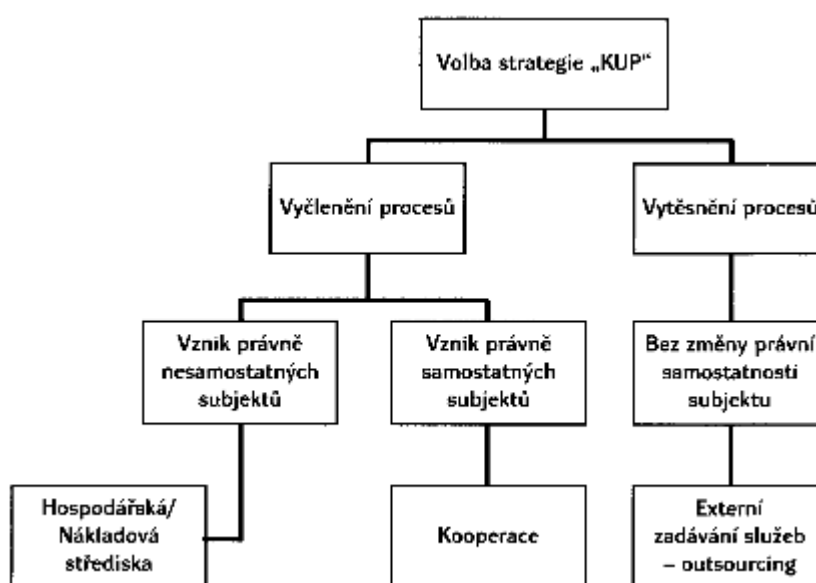 Volba strategie „KUP“
Vyčlenění procesů
Vytěsnění procesů
Vznik právně
nesamostatných
subjektů
Vznik právně
samostatných
subjektů
Bez změny právní
samostatnosti
subjektu
Hospodářská/
Nákladová
střediska
Kooperace
Externí
zadávání služeb
– outsourcing